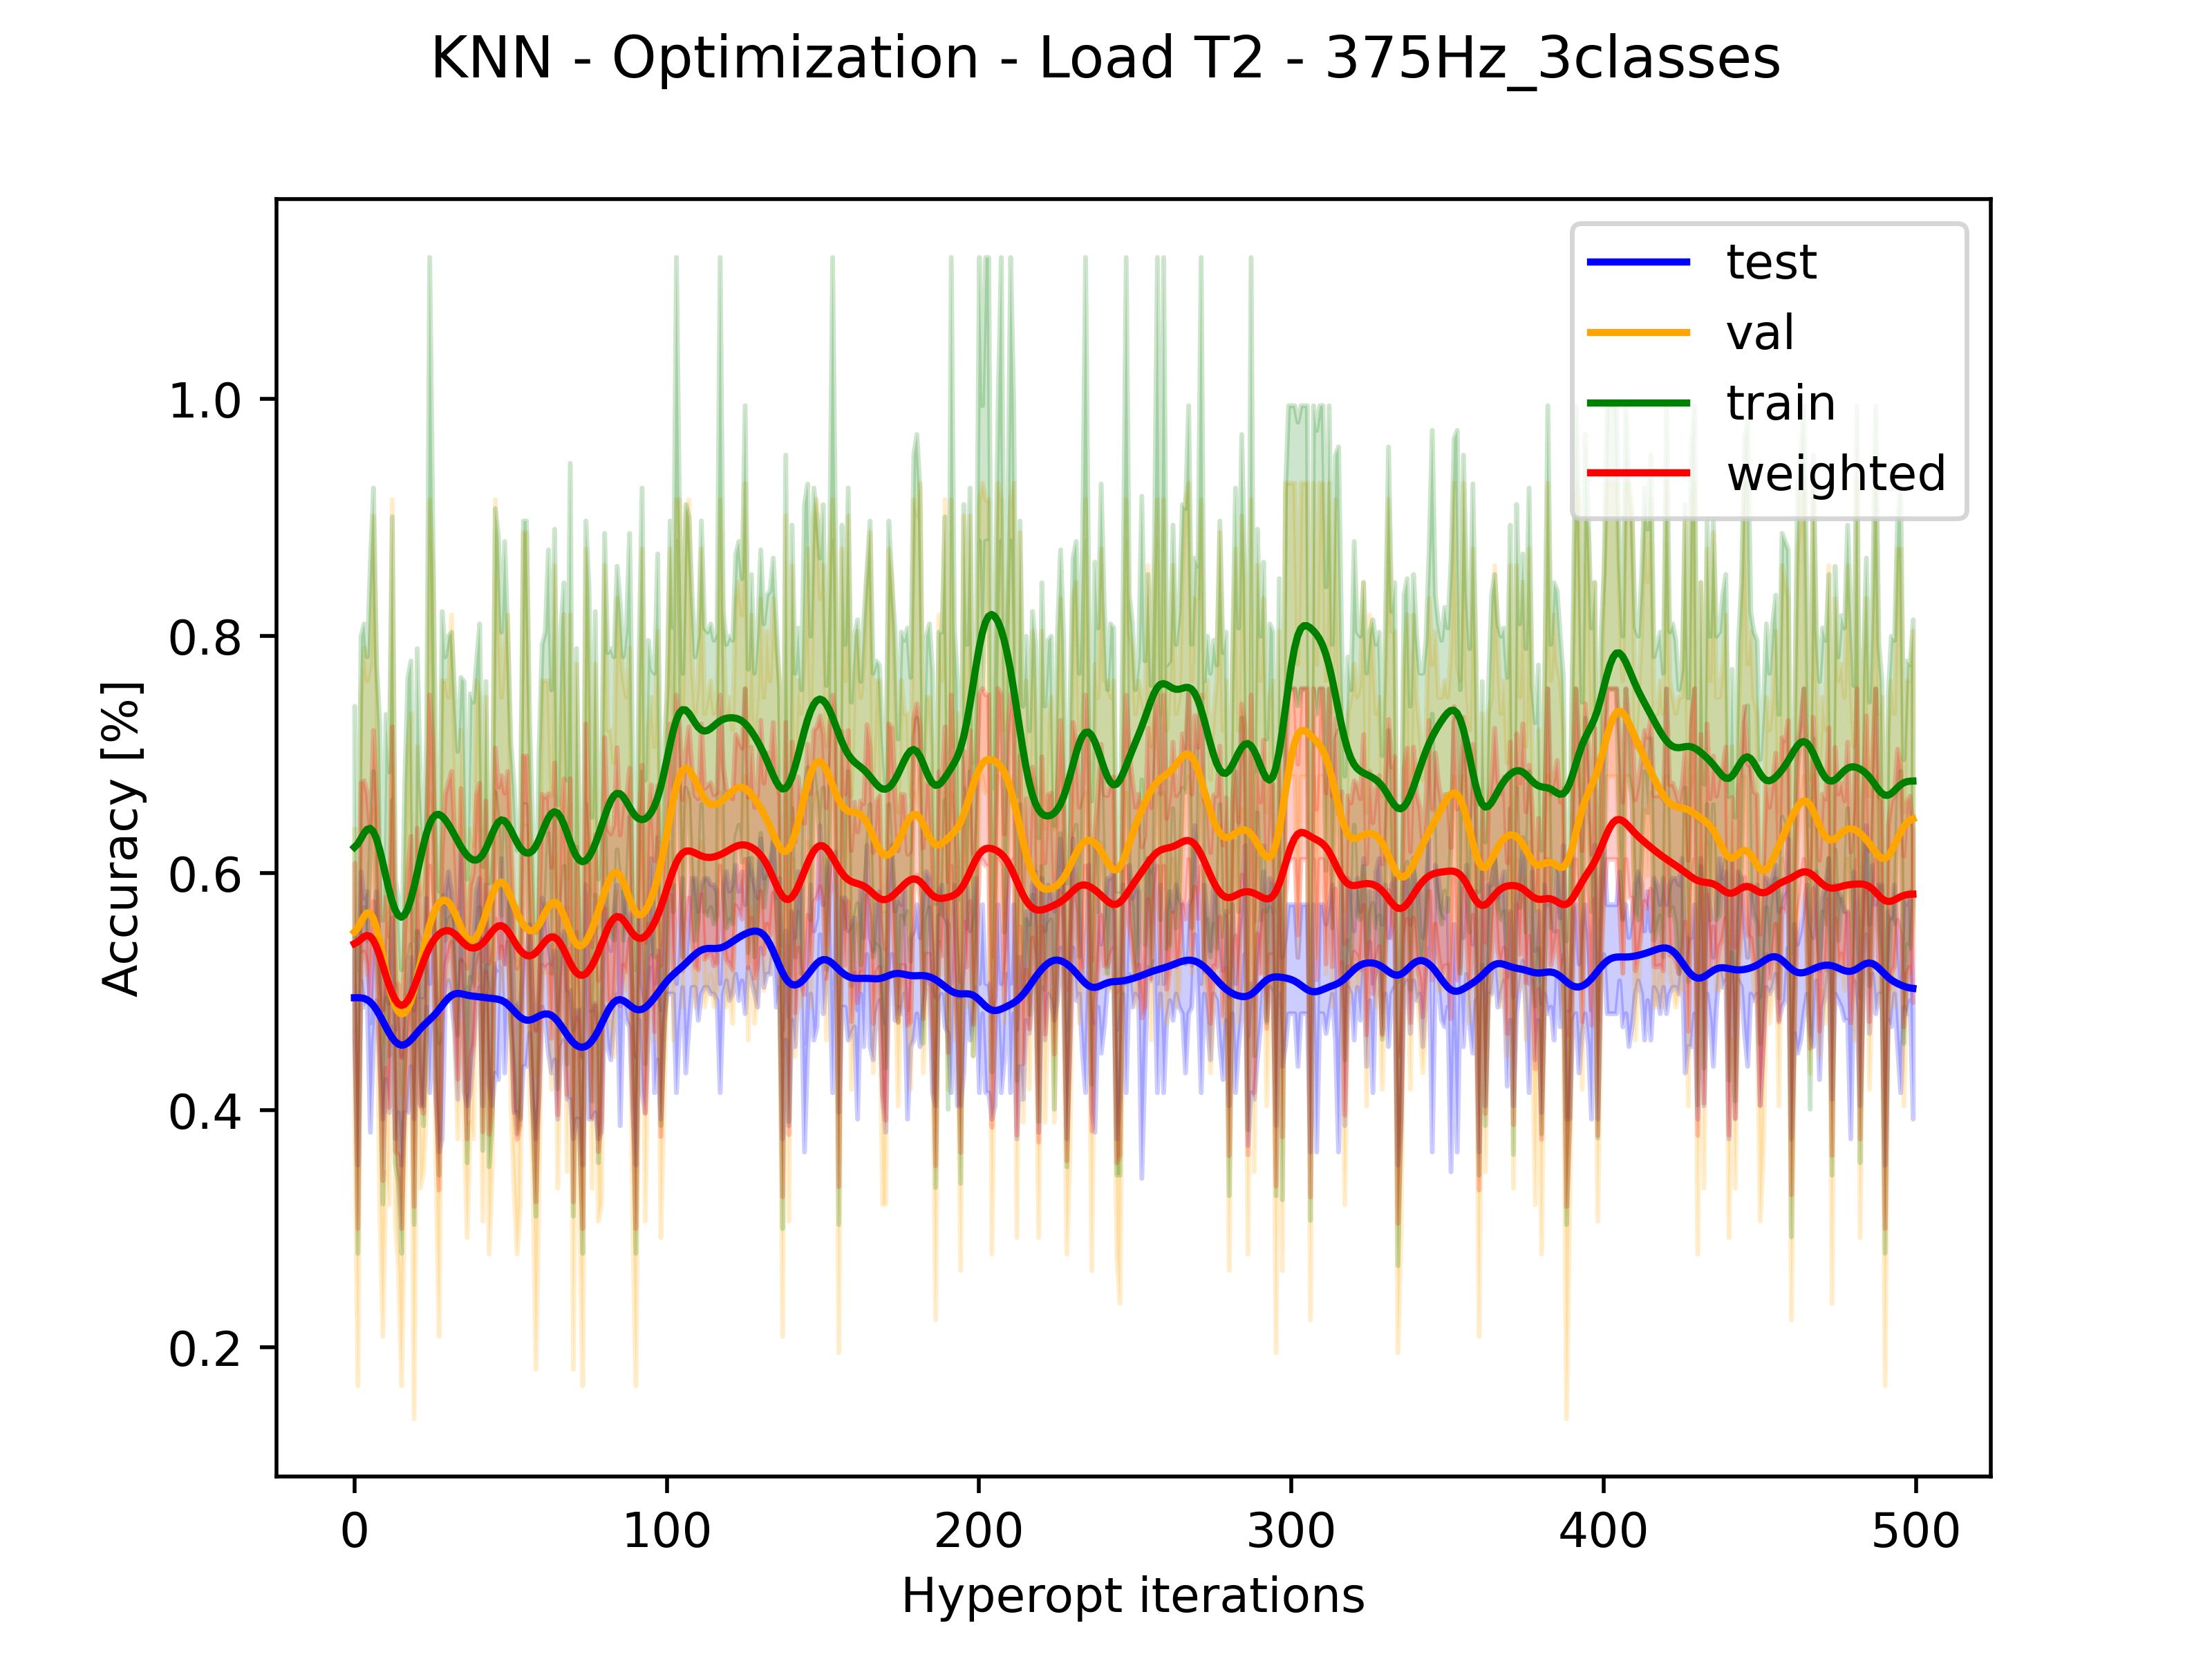 KNN - Optimization - Load T2 - 375Hz_3classes
test
val
train
weighted
1.0
0.8
0.6
0.4
0.2
Accuracy [%]
0 100 200 300 400 500
Hyperopt iterations